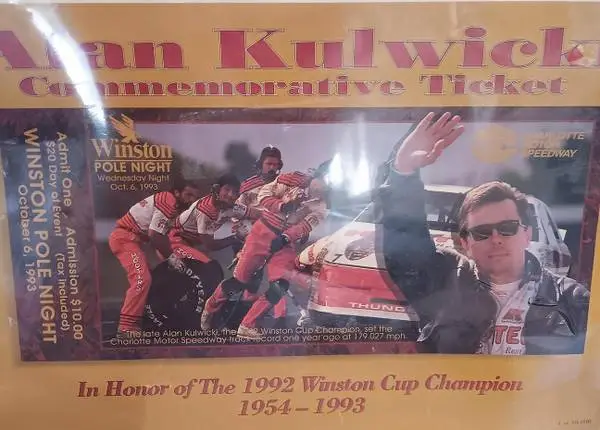 Alan Kulwicki
Commemorative Ticket
Admit One Admission $10.00
$20 Day of Event (Tax Included)
WINSTON POLE NIGHT
October 6, 1993
Winston
POLE NIGHT
Wednesday Night
Oct. 6, 1993
CHARLOTTE
MOTOR
SPEEDWAY
GOODYEAR
THUND
The late Alan Kulwicki, the 1992 Winston Cup Champion, set the
Charlotte Motor Speedway track record one year ago at 179.027 mph.
In Honor of The 1992 Winston Cup Champion
1954 – 1993